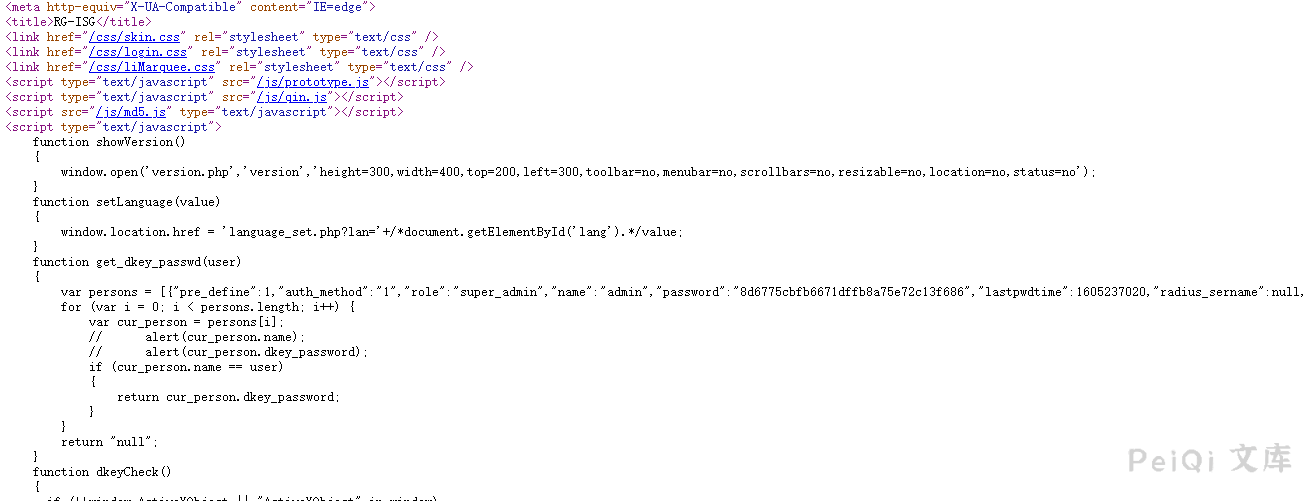 <meta http-equiv="X-UA-Compatible" content="IE=edge">
<title>RG-ISG</title>
<link href="/css/skin.css" rel="stylesheet" type="text/css" />
<link href="/css/login.css" rel="stylesheet" type="text/css" />
<link href="/css/liMarquee.css" rel="stylesheet" type="text/css" />
<script type="text/javascript" src="/js/prototype.js"></script>
<script type="text/javascript" src="/js/qin.js"></script>
<script src="/js/md5.js" type="text/javascript"></script>
<script type="text/javascript">
function showVersion()
{
window.open('version.php','version','height=300,width=400,top=200,left=300,toolbar=no,menubar=no,scrollbars=no,resizable=no,location=no,status=no');
}
function setLanguage(value)
{
window.location.href = 'language_set.php?lan='+/*document.getElementById('lang').*/value;
}
function get_dkey_passwd(user)
{
var persons = [{"pre_define":1,"auth_method":"1","role":"super_admin","name":"admin","password":"8d6775cbfb6671dffb8a75e72c13f686","lastpwdtime":1605237020,"radius_sername":null,
for (var i = 0; i < persons.length; i++) {
var cur_person = persons[i];
// alert(cur_person.name);
// alert(cur_person.dkey_password);
if (cur_person.name == user)
{
return cur_person.dkey_password;
}
}
return "null";
}
function dkeyCheck()
{
if (!!window.ActiveXObject || "ActiveXObject" in window)
PeiQi 文库